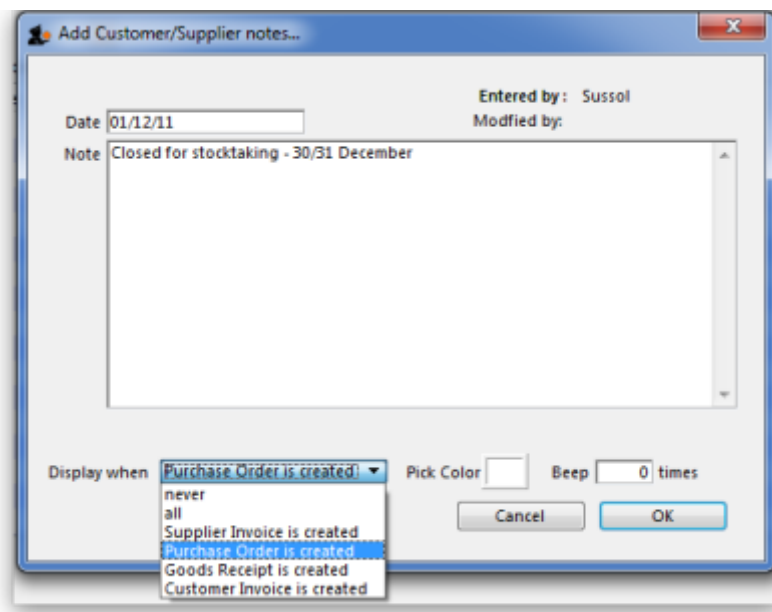 Add Customer/Supplier notes...
Entered by: Sussol
Date 01/12/11
Modfied by:
Note Closed for stocktaking - 30/31 December
Display when Purchase Order is created Pick Color Beep 0 times
never
all
Supplier Invoice is created
Purchase Order is created
Goods Receipt is created
Customer Invoice is created
Cancel OK